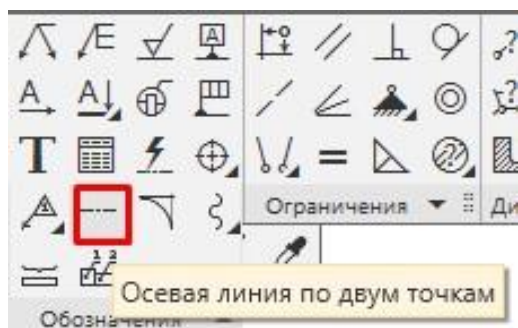 A
T
Ограничения
Ди
Осевая линия по двум точкам
Обозначения